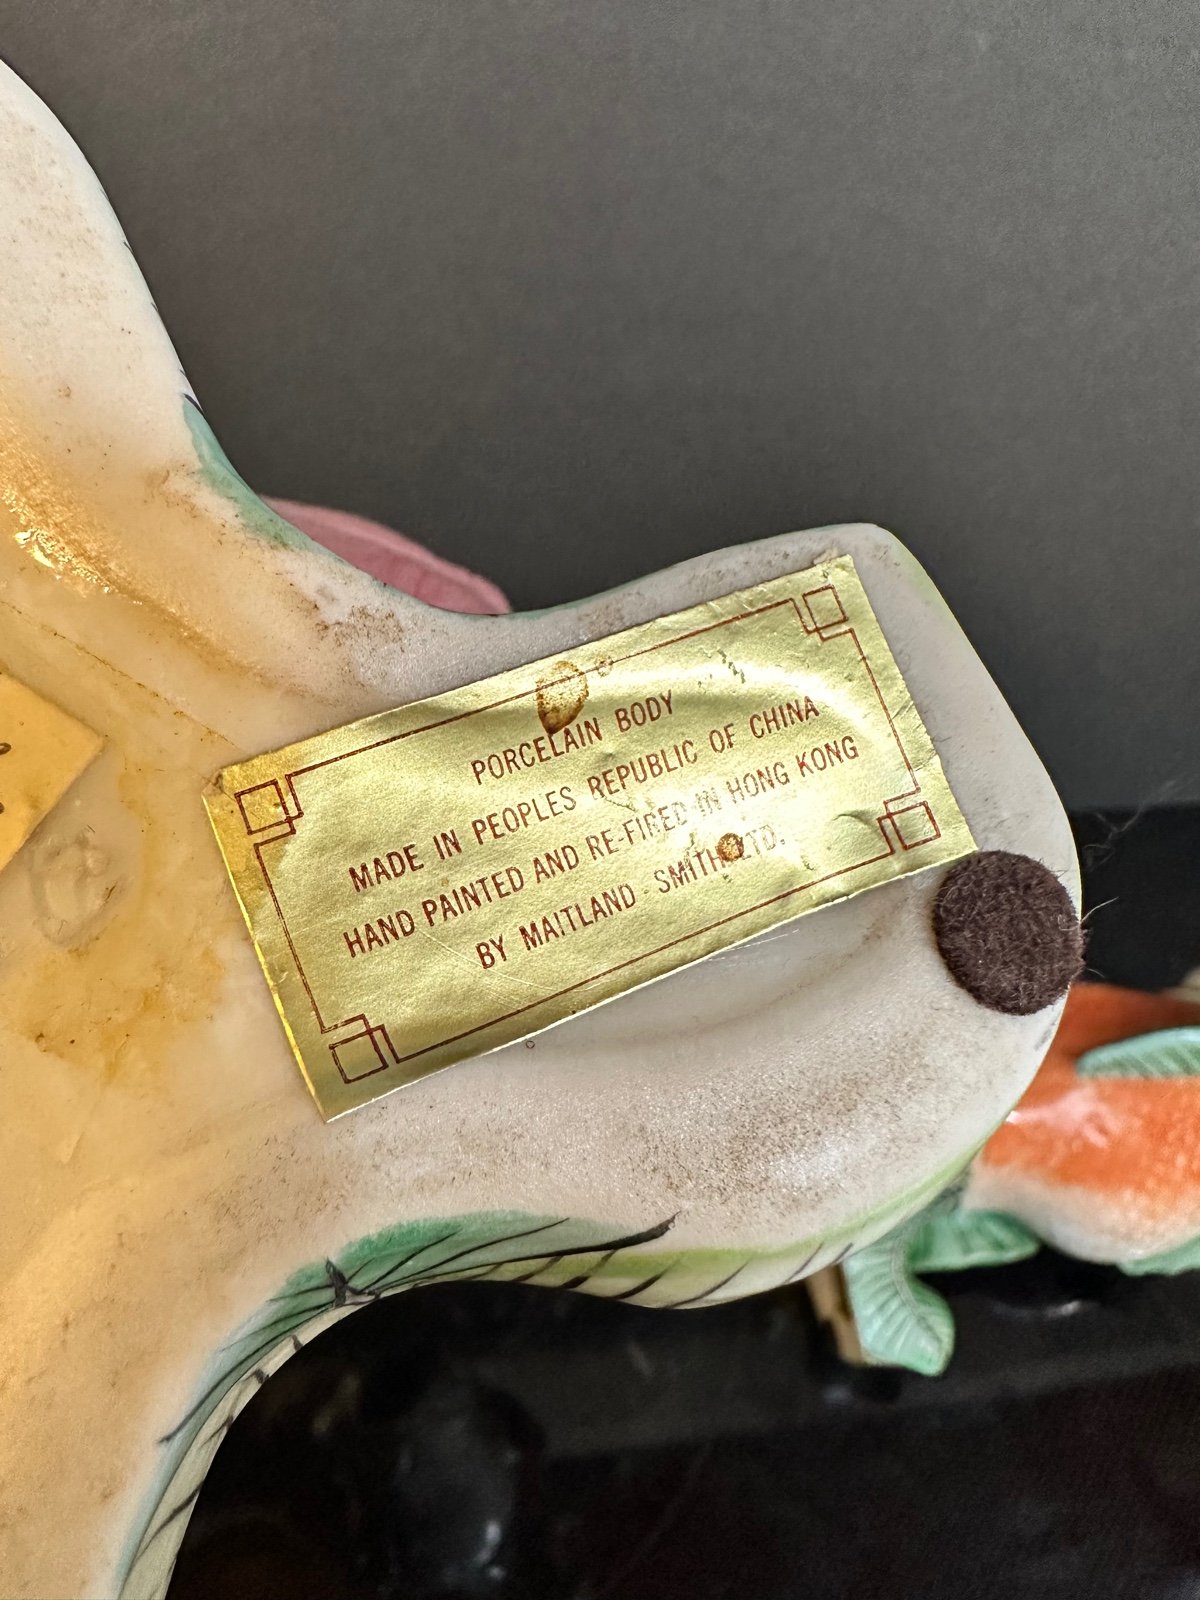 PORCELAIN BODY
MADE IN PEOPLES REPUBLIC OF CHINA
HAND PAINTED AND RE-FIRED IN HONG KONG
BY MAITLAND - SMITH LTD.